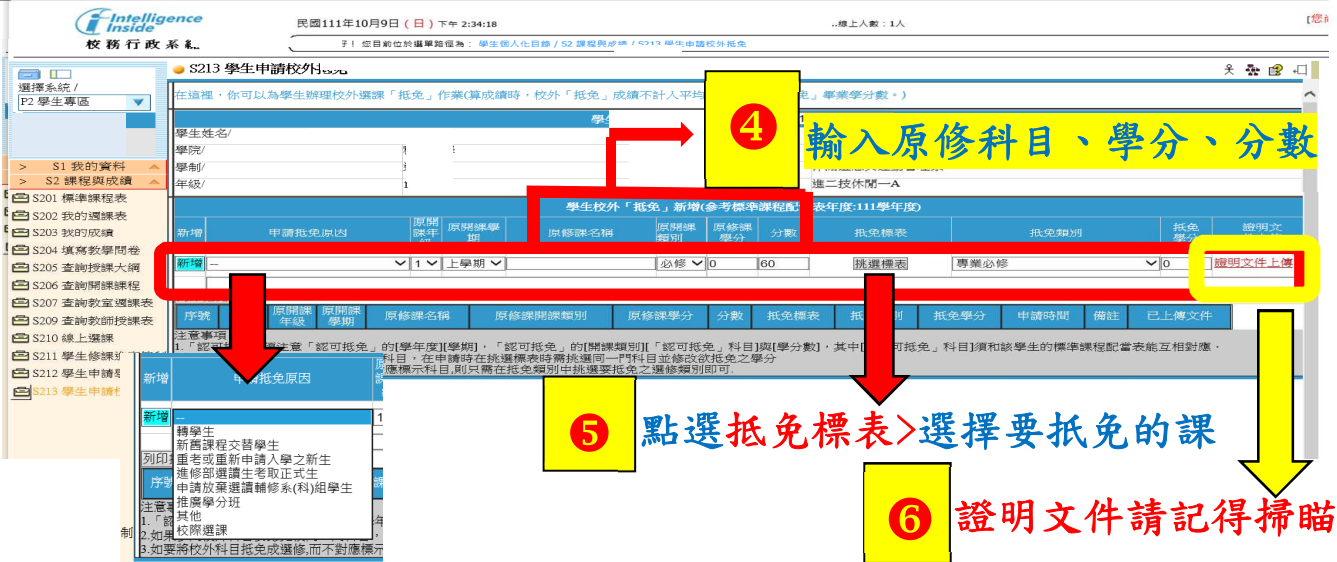 Intelligence
Inside
校務行政系
民國111年10月9日 ( 日 ) 下午 2:34:18
..線上人數：1人
子！ 您目前位於選單路徑為： 學生個人化目錄 / S2 課程與成績 / S213 學生申請校外抵免
選擇系統 /
P2 學生專區
> S1 我的資料
> S2 課程與成績
S201 標準課程表
S202 我的週課表
S203 我的成績
S204 填寫教學問卷
S205 查詢授課大綱
S206 查詢開課課程
S207 查詢教室週課表
S209 查詢教師授課表
S210 線上選課
S211 學生修課
S212 學生申請
S213 學生申請
S213 學生申請校外
在這裡，你可以為學生辦理校外選課「抵免」作業(算成績時，校外「抵免」成績不計入平均
免」畢業學分數。)
學生姓名/
學院/
學制/
年級/
進二技休閒一A
4
輸入原修科目、學分、分數
學生校外「抵免」新增(參考標準課程配 表年度:111學年度)
新增 申請抵免原因 原開課年級 原開課學期 原修課名稱 原開課類別 原修課學分 分數 抵免標表 抵免類別 抵免學分 證明文
新增 -- 1 上學期 必修 0 60 挑選標表 專業必修 0 證明文件上傳
序號 原開課年級 原開課學期 原修課名稱 原修課開課類別 原修課學分 分數 抵免標表 抵 別 抵免學分 申請時間 備註 已上傳文件
注意事項
1.「認可 注意「認可抵免」的[學年度][學期]，「認可抵免」的[開課類別][「認可抵免」科目]與[學分數]，其中[ 可抵免」科目]須和該學生的標準課程配當表能互相對應．
科目，在申請時在挑選標表時需挑選同一門科目並修改欲抵免之學分
應標示科目,則只需在抵免類別中挑選要抵免之選修類別即可.
新增 申請抵免原因
新增 --
轉學生
新舊課程交替學生
重考或重新申請入學之新生
進修部選讀生考取正式生
申請放棄選讀輔修系(科)組學生
推廣學分班
其他
校際選課
列印
序號
注意事
1.「認
2.如果
3.如要將校外科目抵免成選修,而不對應標示
制
5
點選抵免標表>選擇要抵免的課
6
證明文件請記得掃瞄